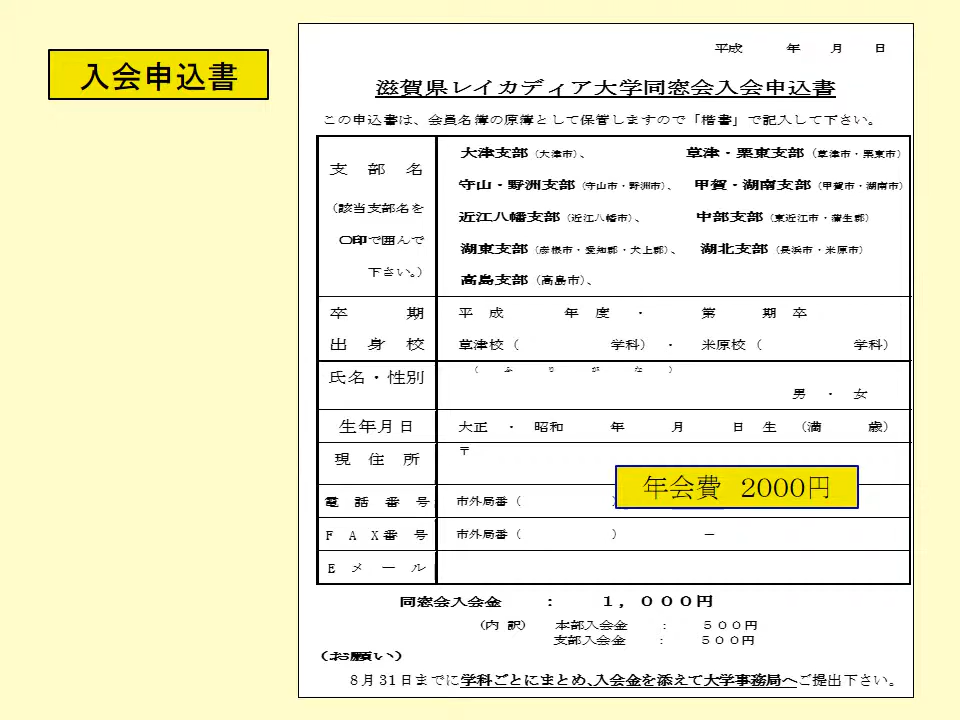 入会申込書
平成　　年　月　日
滋賀県レイカディア大学同窓会入会申込書
この申込書は、会員名簿の原簿として保管しますので「楷書」で記入して下さい。
支部名
（該当支部名を
〇印で囲んで
下さい。）
大津支部（大津市）、　草津・栗東支部（草津市・栗東市）
守山・野洲支部（守山市・野洲市）、　甲賀・湖南支部（甲賀市・湖南市）
近江八幡支部（近江八幡市）、　中部支部（東近江市・蒲生郡）
湖東支部（彦根市・愛知郡・犬上郡）、　湖北支部（長浜市・米原市）
高島支部（高島市）、
卒　期　平成　　年度　・　第　　期卒
出身校　草津校（　　　学科）・　米原校（　　　学科）
氏名・性別　（ふりがな）
男・女
生年月日　大正・昭和　　年　　月　　日生　（満　　歳）
現住所　〒
年会費　2000円
電話番号　市外局番（　　　）
ＦＡＸ番号　市外局番（　　　）　　－
Ｅメール
同窓会入会金　：　１，０００円
（内訳）　本部入会金　：　５００円
支部入会金　：　５００円
（お願い）
8月31日までに学科ごとにまとめ、入会金を添えて大学事務局へご提出下さい。